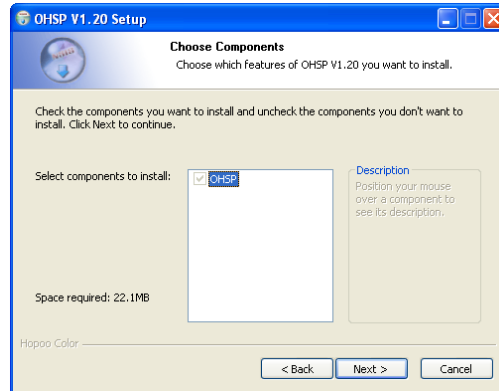 OHSP V1.20 Setup
Choose Components
Choose which features of OHSP V1.20 you want to install.
Check the components you want to install and uncheck the components you don't want to
install. Click Next to continue.
Select components to install:
OHSP
Description
Position your mouse
over a component to
see its description.
Space required: 22.1MB
Hopoo Color
< Back
Next >
Cancel